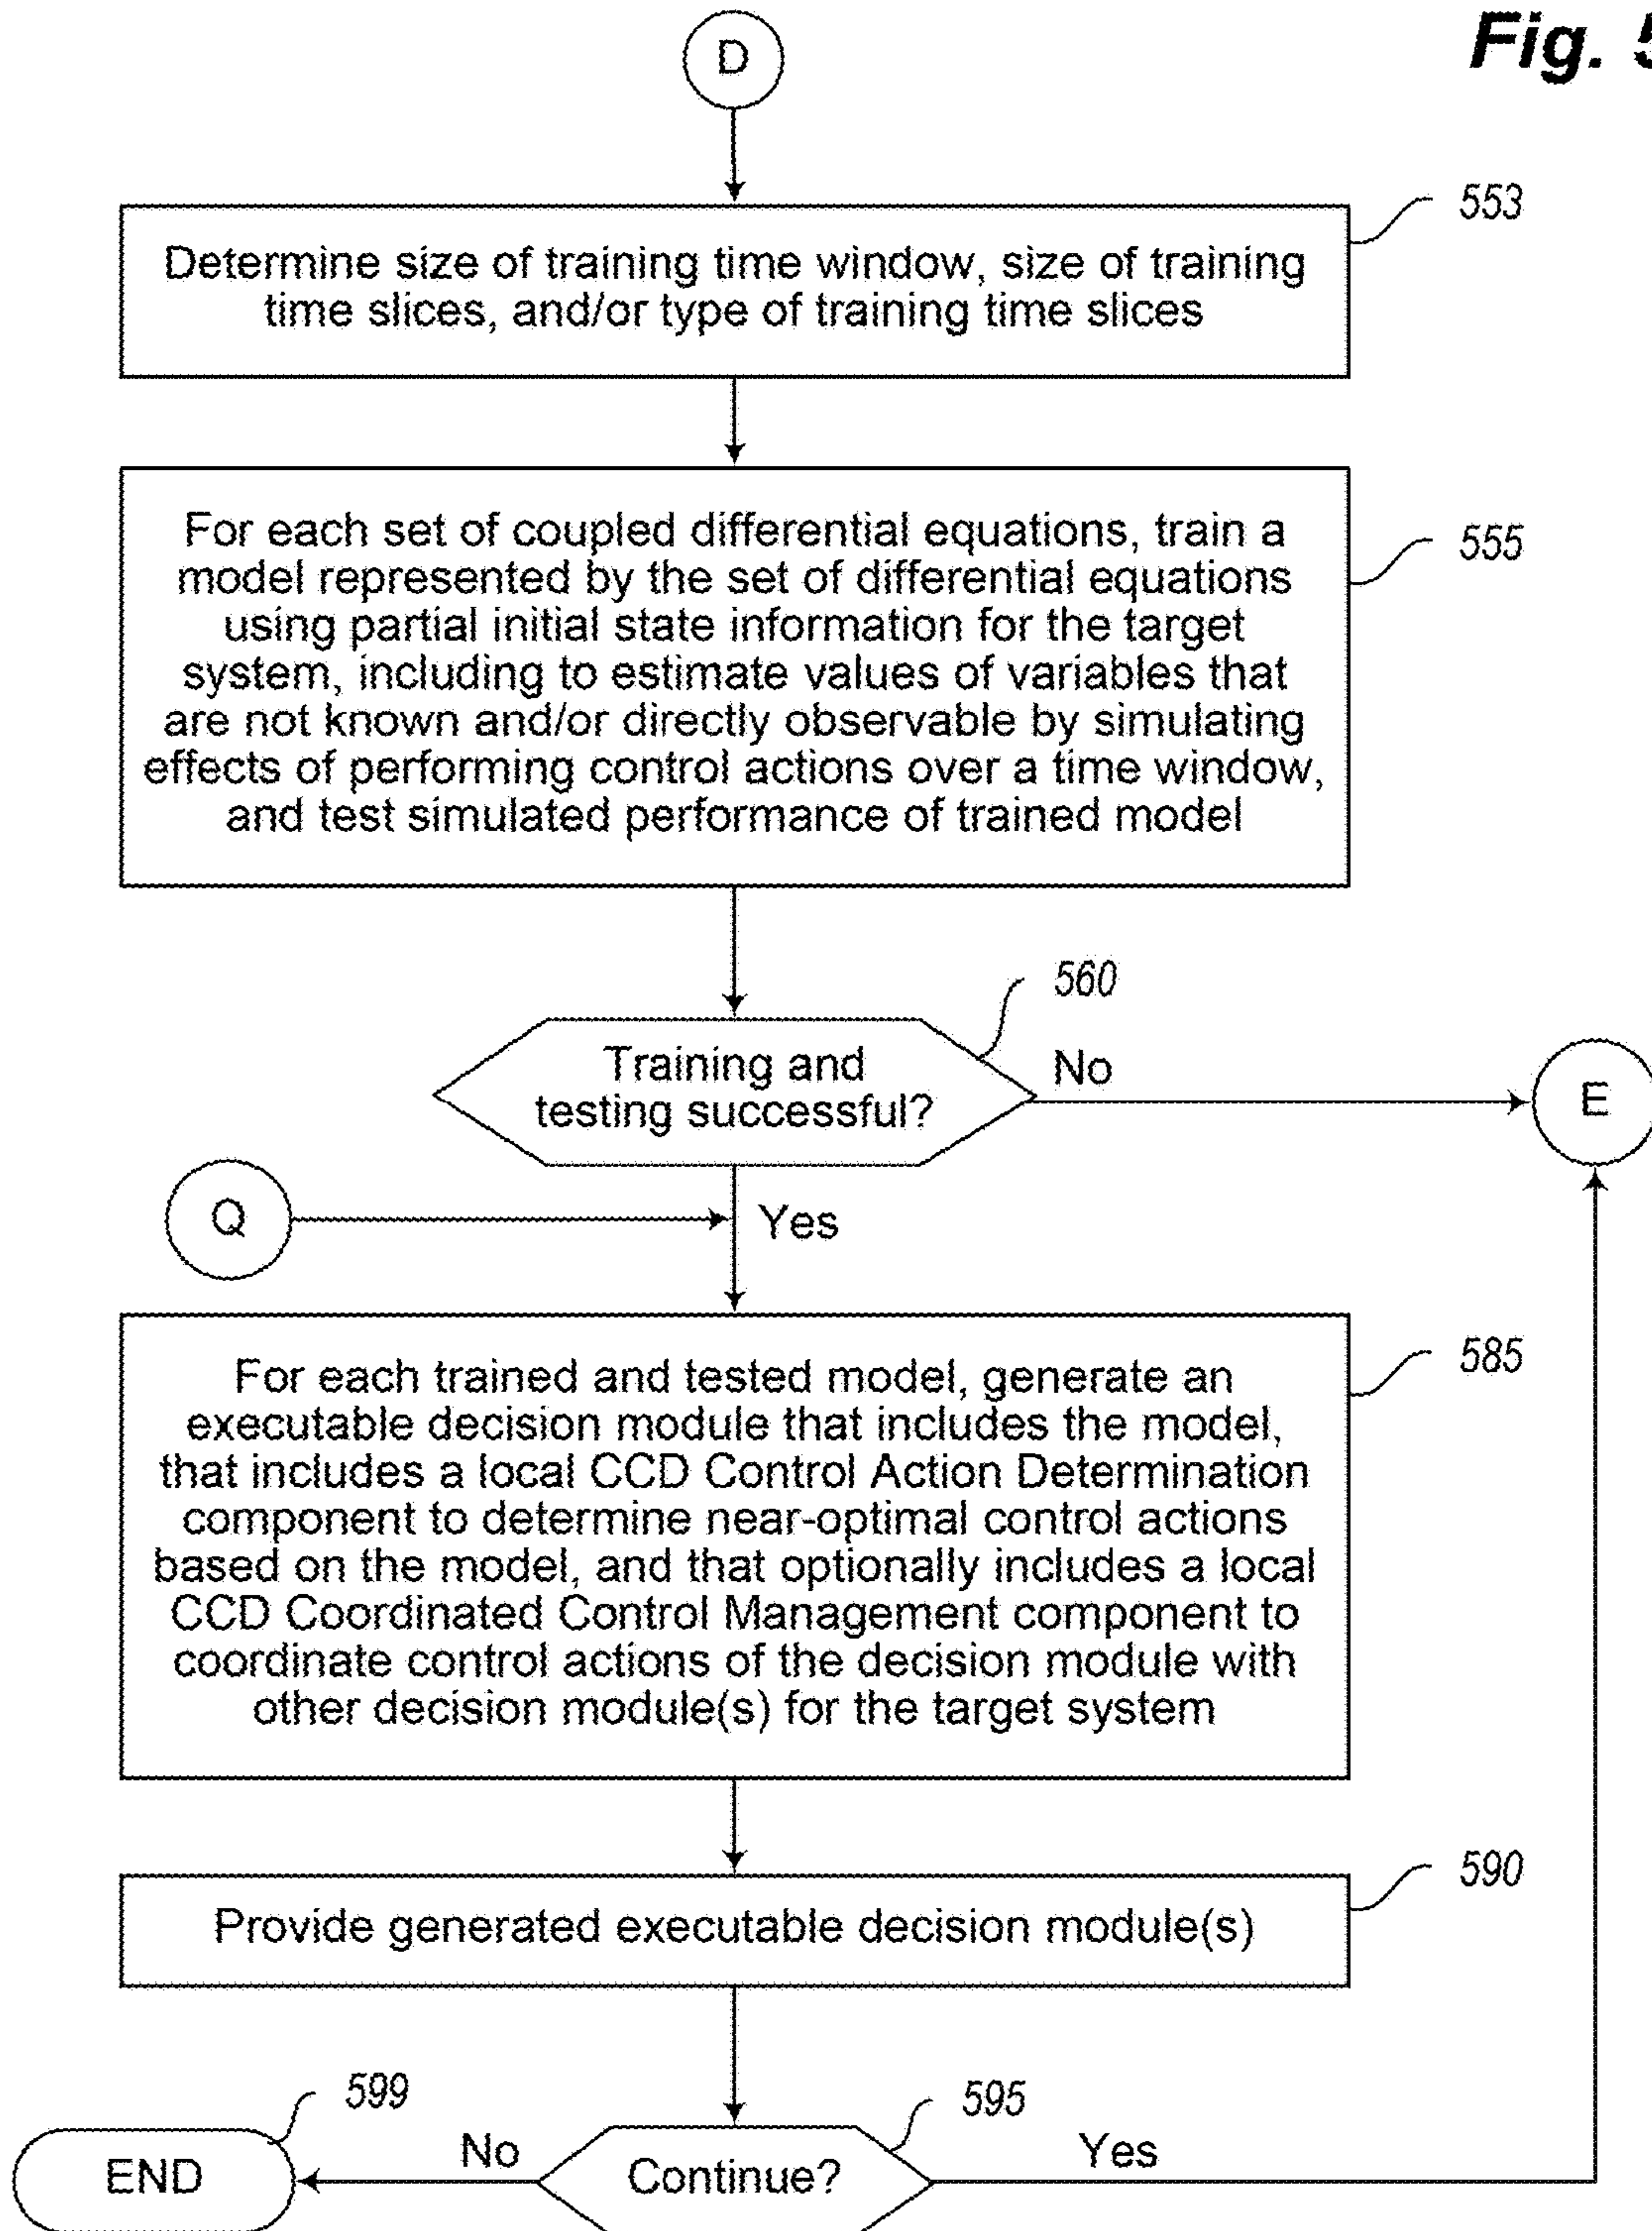 Fig. 5
D
553
Determine size of training time window, size of training
time slices, and/or type of training time slices
555
For each set of coupled differential equations, train a
model represented by the set of differential equations
using partial initial state information for the target
system, including to estimate values of variables that
are not known and/or directly observable by simulating
effects of performing control actions over a time window,
and test simulated performance of trained model
560
Training and
testing successful?
No
E
Q
Yes
585
For each trained and tested model, generate an
executable decision module that includes the model,
that includes a local CCD Control Action Determination
component to determine near-optimal control actions
based on the model, and that optionally includes a local
CCD Coordinated Control Management component to
coordinate control actions of the decision module with
other decision module(s) for the target system
590
Provide generated executable decision module(s)
599
595
END
No
Continue?
Yes